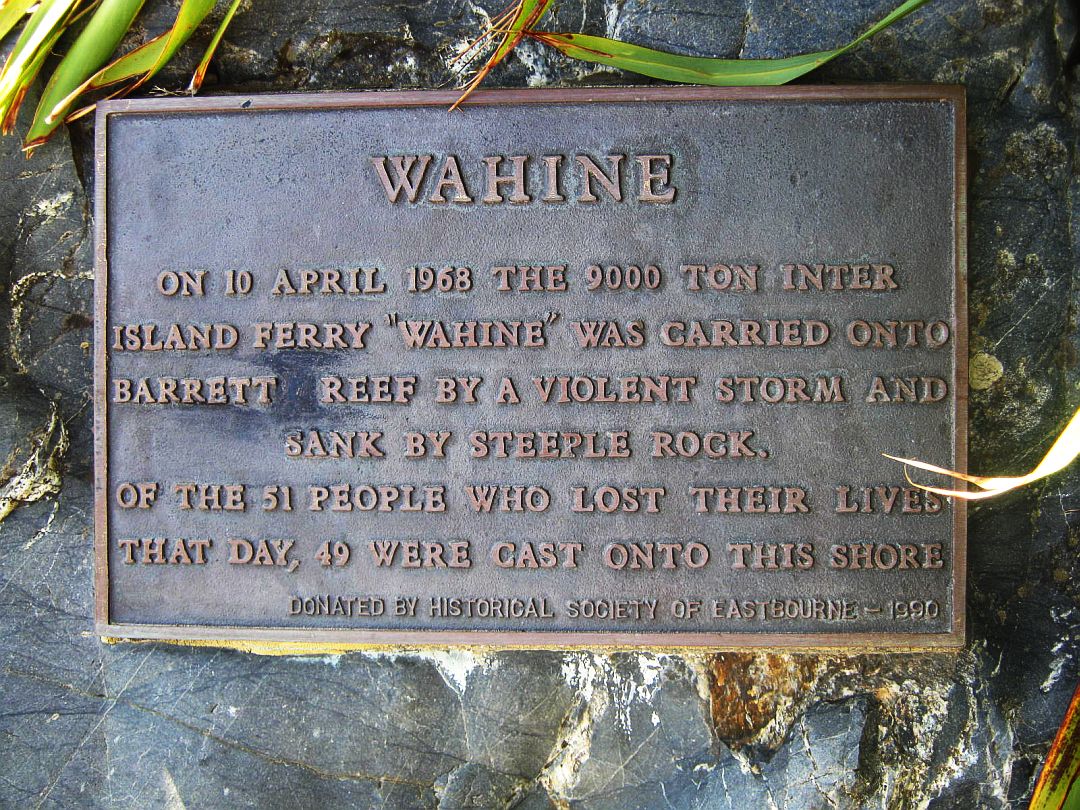 WAHINE
ON 10 APRIL 1968 THE 9000 TON INTER
ISLAND FERRY "WAHINE" WAS CARRIED ONTO
BARRETT REEF BY A VIOLENT STORM AND
SANK BY STEEPLE ROCK.
OF THE 51 PEOPLE WHO LOST THEIR LIVES
THAT DAY, 49 WERE CAST ONTO THIS SHORE
DONATED BY HISTORICAL SOCIETY OF EASTBOURNE - 1990